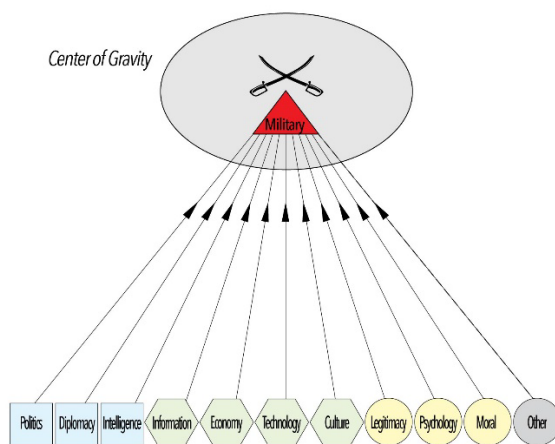 Center of Gravity
Military
Politics
Diplomacy
Intelligence
Information
Economy
Technology
Culture
Legitimacy
Psychology
Moral
Other